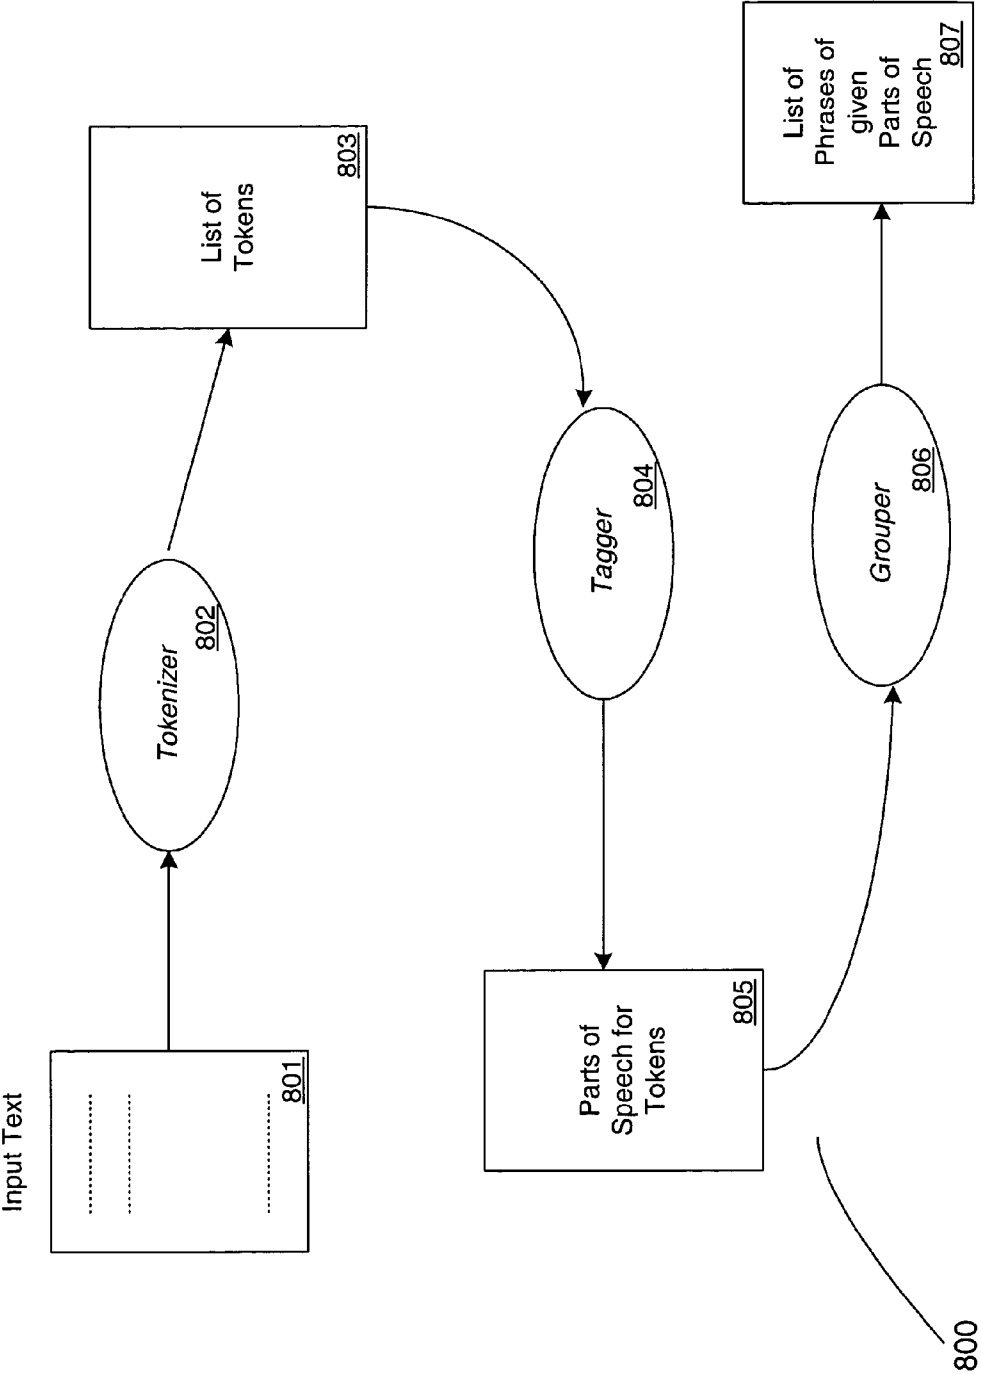 Input Text
801
Tokenizer
802
List of
Tokens
803
Tagger
804
Parts of
Speech for
Tokens
805
Grouper
806
List of
Phrases of
given
Parts of
Speech
807
800